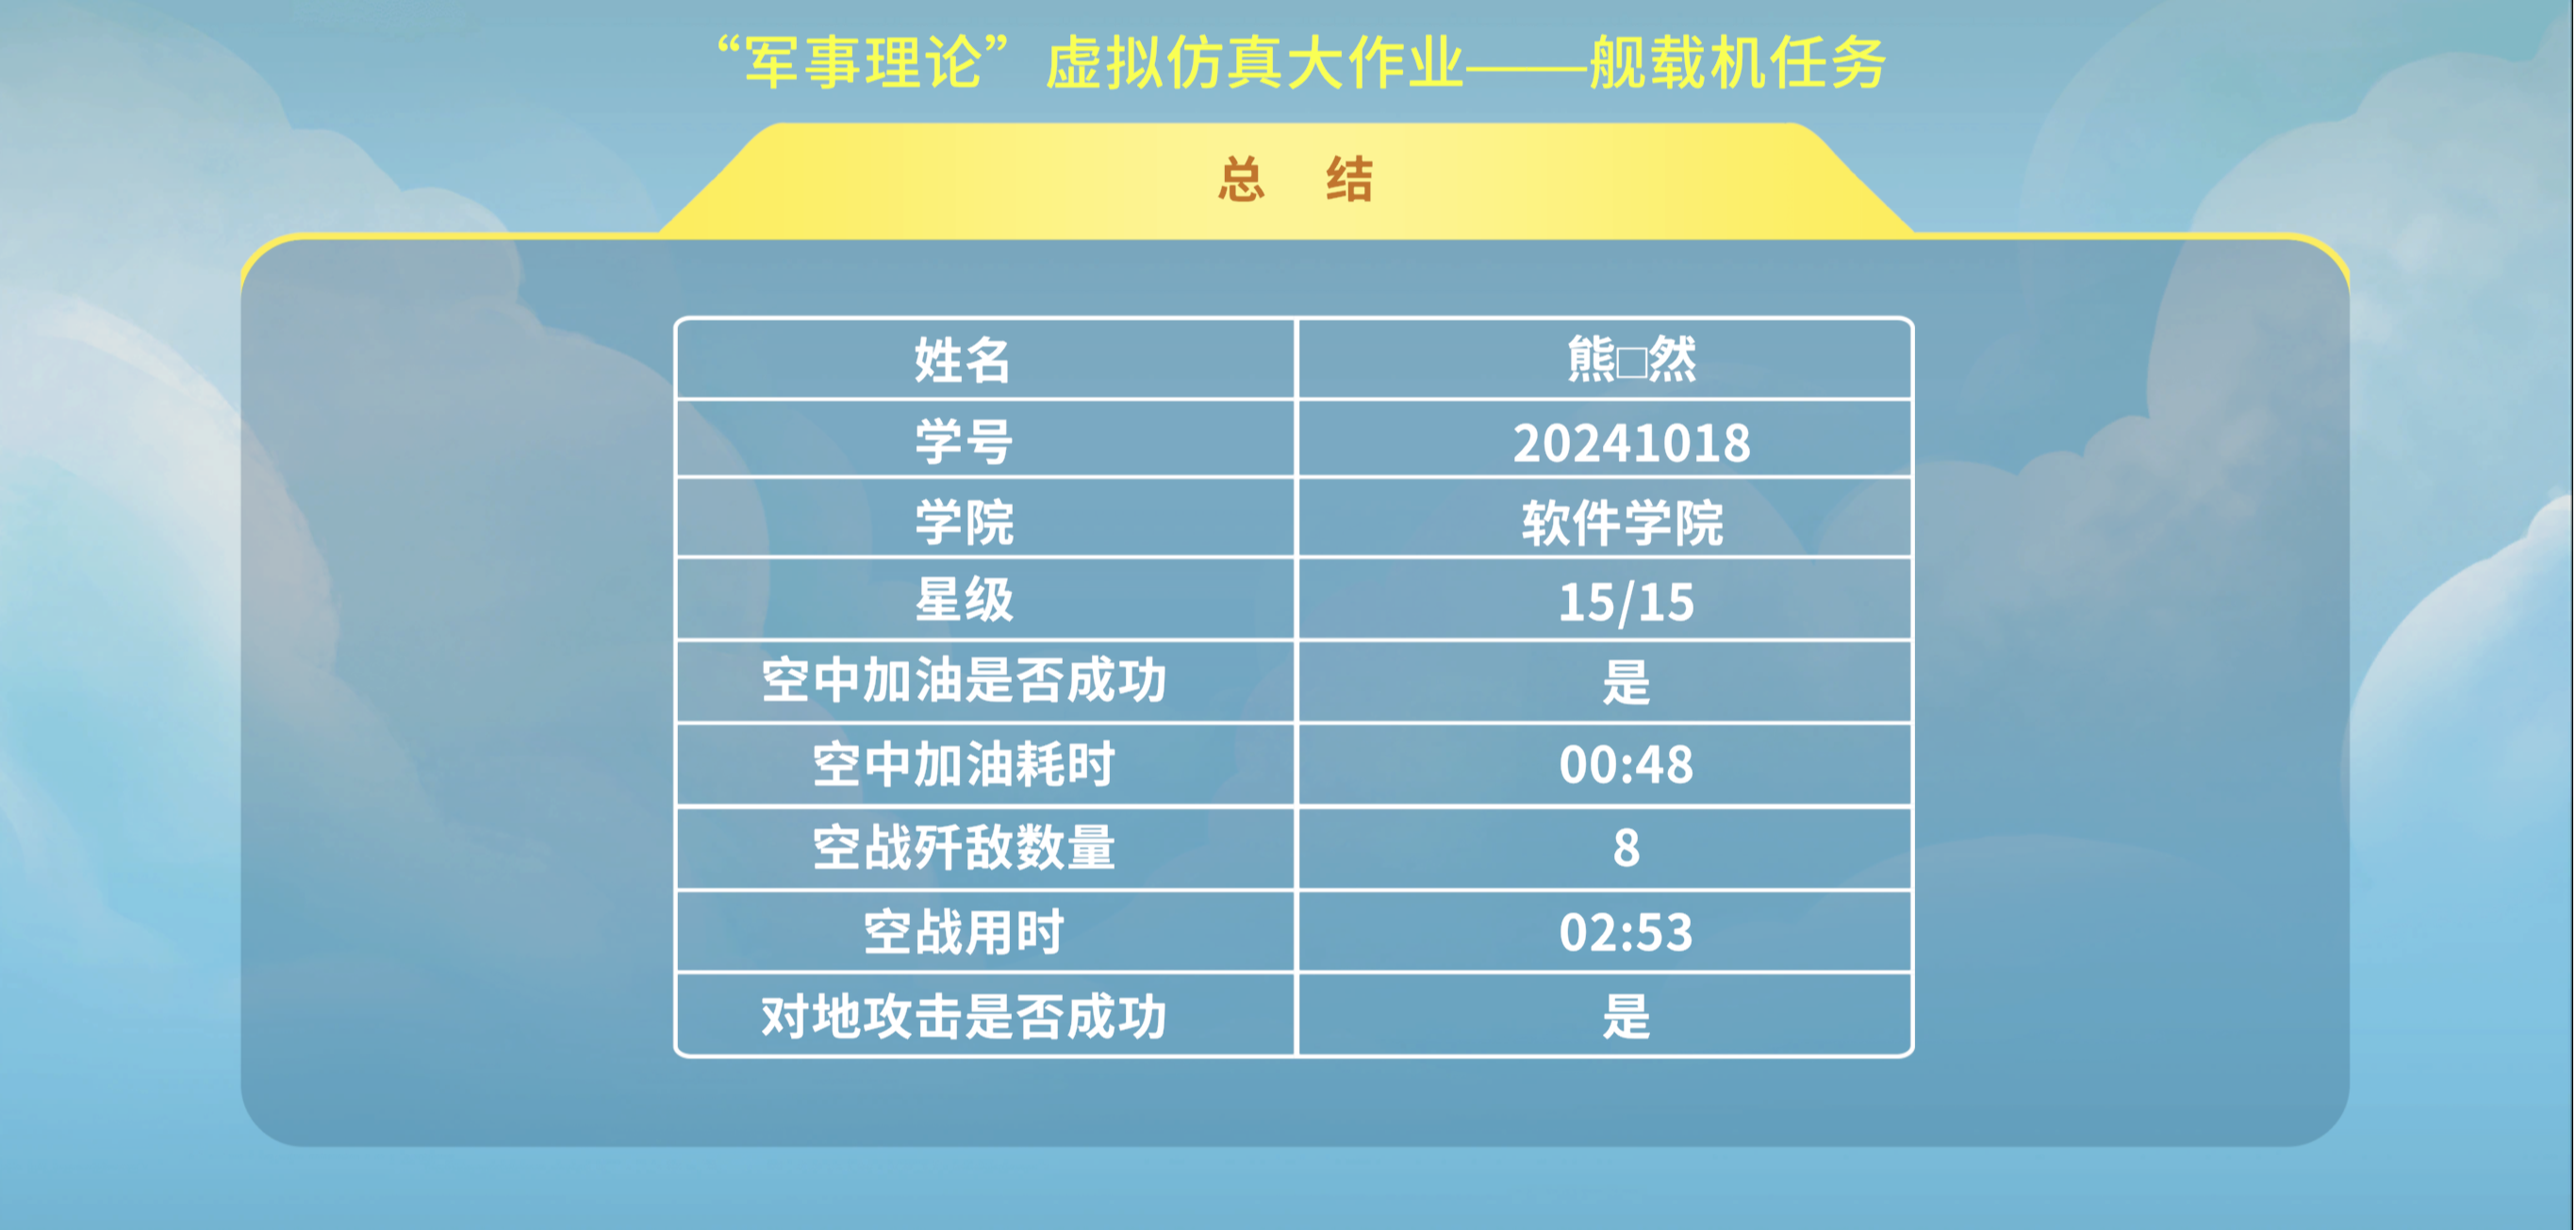 “军事理论”虚拟仿真大作业——舰载机任务
总 结
姓名 熊□然
学号 20241018
学院 软件学院
星级 15/15
空中加油是否成功 是
空中加油耗时 00:48
空战歼敌数量 8
空战用时 02:53
对地攻击是否成功 是